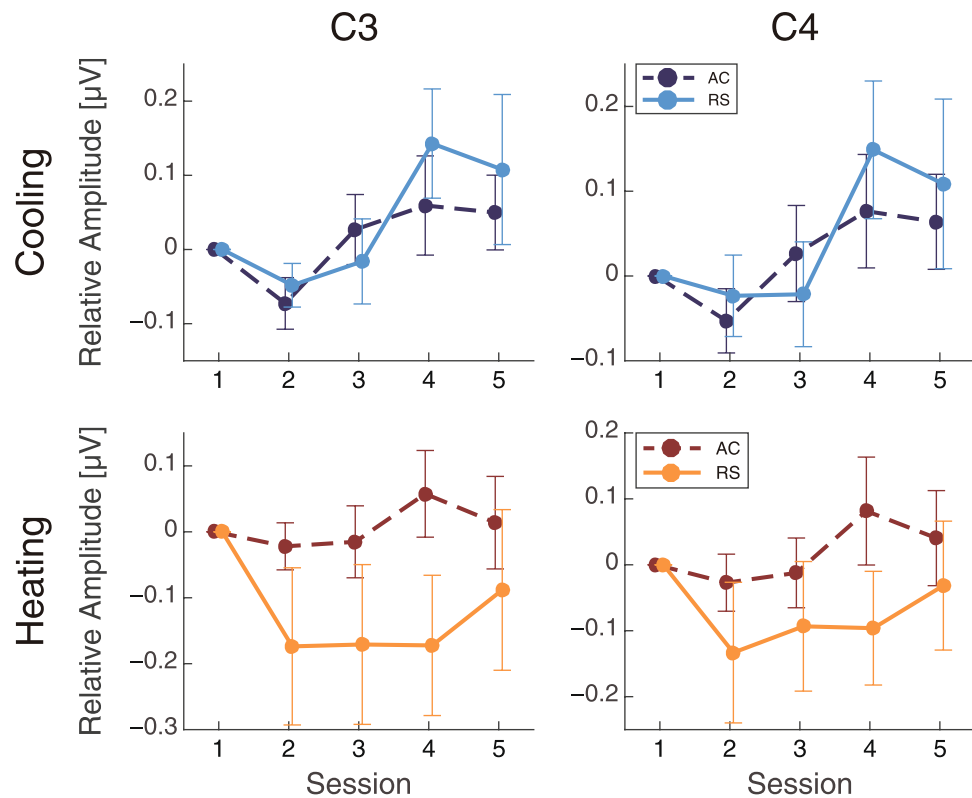 C3
C4
Cooling
Relative Amplitude [µV]
0.2
0.1
0
−0.1
1 2 3 4 5
AC
RS
0.2
0.1
0
−0.1
1 2 3 4 5
Heating
Relative Amplitude [µV]
0.1
0
−0.1
−0.2
−0.3
1 2 3 4 5
Session
AC
RS
0.2
0.1
0
−0.1
−0.2
1 2 3 4 5
Session